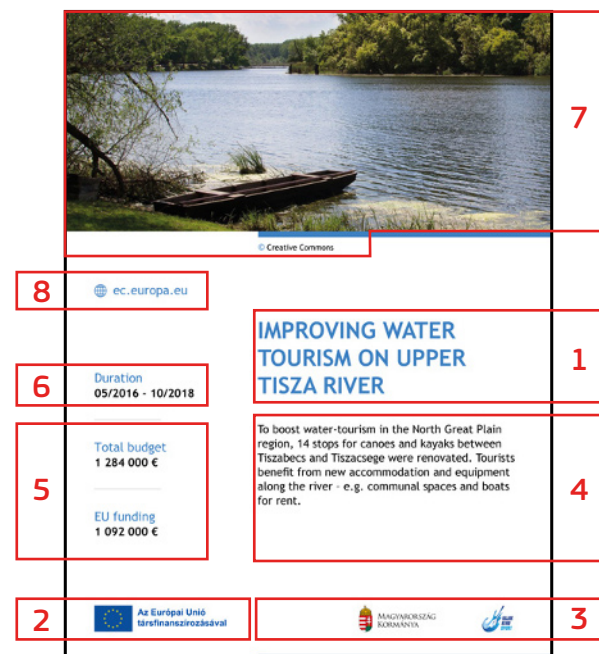 7
© Creative Commons
8
ec.europa.eu
IMPROVING WATER
TOURISM ON UPPER
TISZA RIVER
1
6
Duration
05/2016 - 10/2018
To boost water-tourism in the North Great Plain
region, 14 stops for canoes and kayaks between
Tiszabecs and Tiszacsege were renovated. Tourists
benefit from new accommodation and equipment
along the river - e.g. communal spaces and boats
for rent.
4
5
Total budget
1 284 000 €
EU funding
1 092 000 €
2
Az Európai Unió
társfinanszírozásával
Magyarország
Kormánya
3